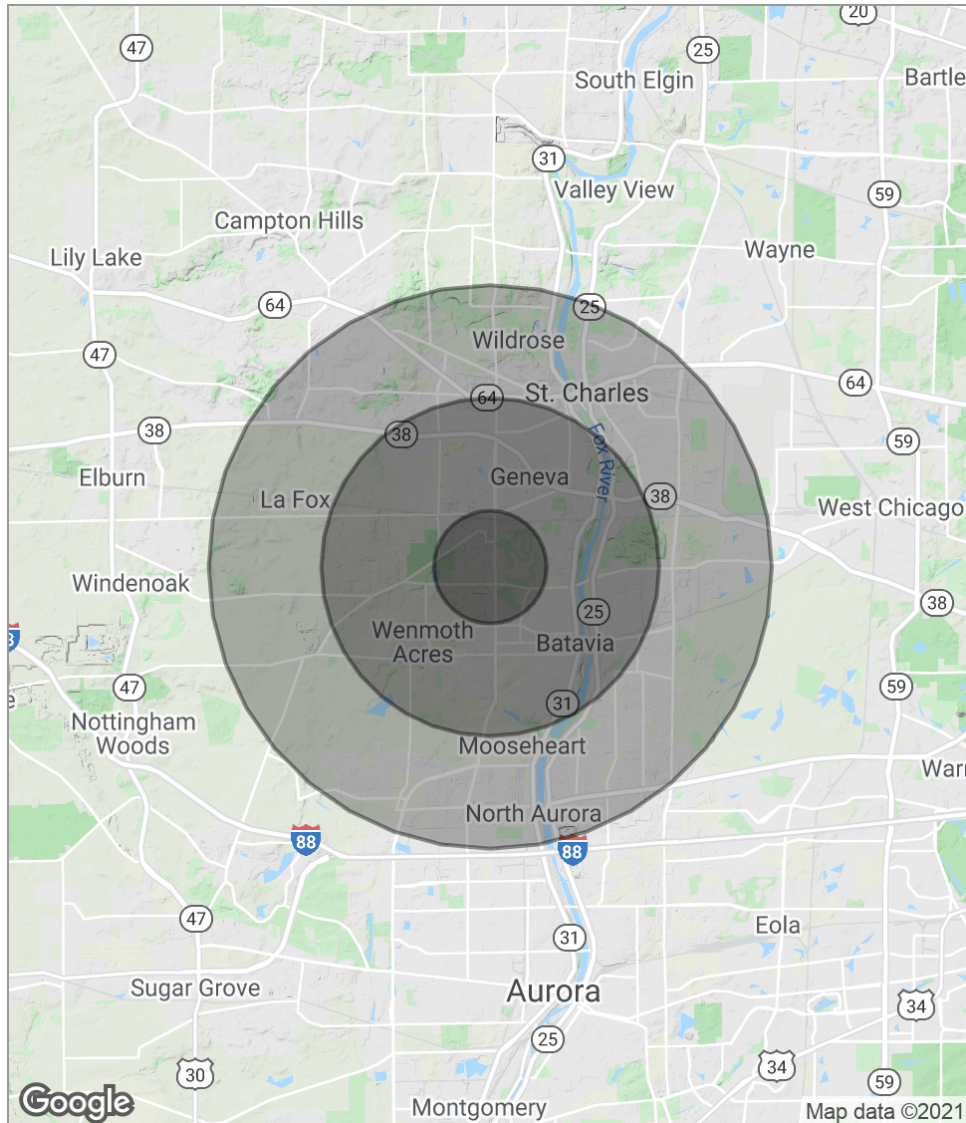 20
47
25
South Elgin
Bartle
31
Valley View
59
Campton Hills
Wayne
Lily Lake
64
25
Wildrose
47
64
St. Charles
64
38
38
59
Fox River
Elburn
Geneva
La Fox
38
West Chicago
Windenoak
38
25
Wenmoth
Acres
Batavia
47
59
31
Nottingham
Woods
Mooseheart
Warr
North Aurora
88
88
47
Eola
31
Sugar Grove
Aurora
34
25
34
30
59
Google
Montgomery
Map data ©2021